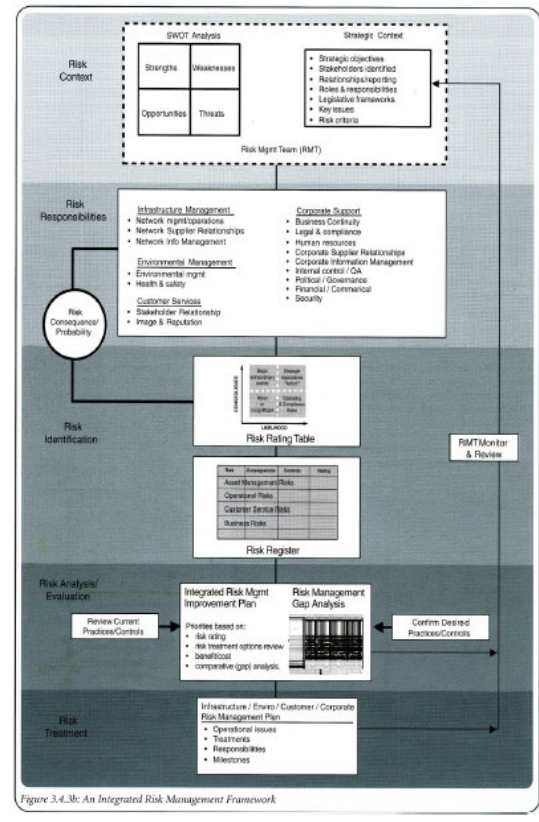 SWOT Analysis
Strengths
Weaknesses
Opportunities
Threats
Strategic Context
• Strategic objectives
• Stakeholders identified
• Relationships/reporting
• Roles & responsibilities
• Legislative frameworks
• Key issues
• Risk criteria
Risk Mgmt Team (RMT)
Risk
Context
Risk
Responsibilities
Infrastructure Management
• Network mgmt/operations
• Network Supplier Relationships
• Network Info Management
Environmental Management
• Environmental mgmt
• Health & safety
Customer Services
• Stakeholder Relationship
• Image & Reputation
Corporate Support
• Business Continuity
• Legal & compliance
• Human resources
• Corporate Supplier Relationships
• Corporate Information Management
• Internal control / QA
• Political / Governance
• Financial / Commerical
• Security
Risk
Consequence/
Probability
Risk
Identification
CONSEQUENCE
LIKELIHOOD
Risk Rating Table
RMT Monitor
& Review
Risk Consequence Controls Rating
Asset Management Risks
Operational Risks
Customer Service Risks
Business Risks
Risk Register
Risk Analysis/
Evaluation
Review Current
Practices/Controls
Integrated Risk Mgmt
Improvement Plan
Priorities based on:
• risk rating
• risk treatment options review
• benefit/cost
• comparative (gap) analysis.
Risk Management
Gap Analysis
Confirm Desired
Practices/Controls
Risk
Treatment
Infrastructure / Enviro / Customer / Corporate
Risk Management Plan
• Operational issues
• Treatments
• Responsibilities
• Milestones
Figure 3.4.3b: An Integrated Risk Management Framework